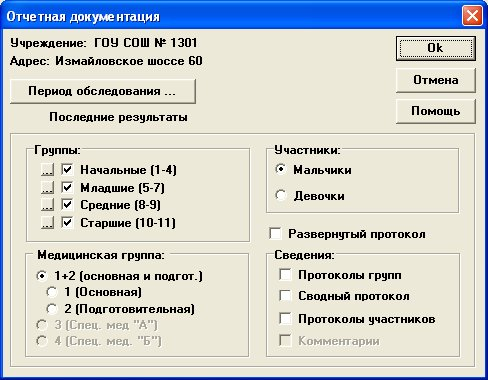 Отчетная документация
Учреждение: ГОУ СОШ № 1301
Адрес: Измайловское шоссе 60
Ok
Отмена
Помощь
Период обследования ...
Последние результаты
Группы:
... Начальные (1-4)
... Младшие (5-7)
... Средние (8-9)
... Старшие (10-11)
Участники:
Мальчики
Девочки
Развернутый протокол
Медицинская группа:
1+2 (основная и подгот.)
1 (Основная)
2 (Подготовительная)
3 (Спец. мед "А")
4 (Спец. мед. "Б")
Сведения:
Протоколы групп
Сводный протокол
Протоколы участников
Комментарии